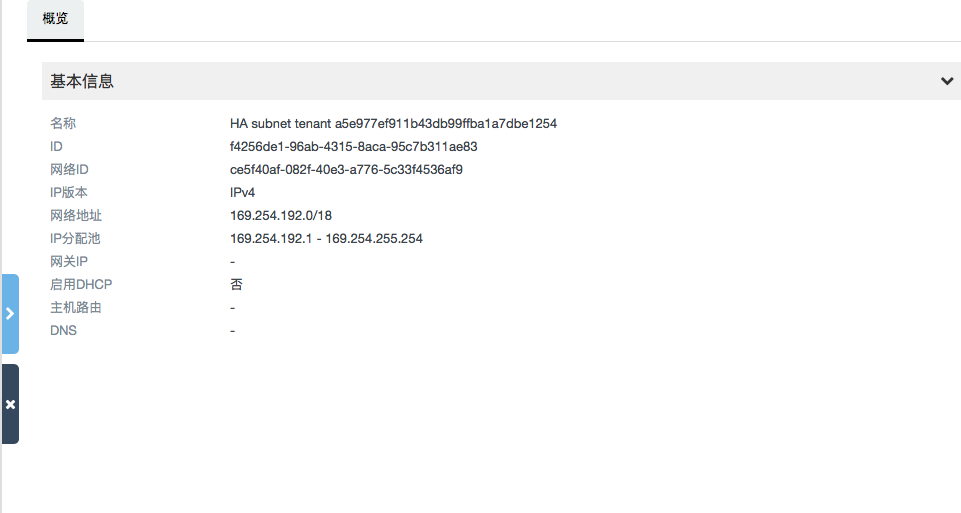 概览
基本信息
名称 HA subnet tenant a5e977ef911b43db99ffba1a7dbe1254
ID f4256de1-96ab-4315-8aca-95c7b311ae83
网络ID ce5f40af-082f-40e3-a776-5c33f4536af9
IP版本 IPv4
网络地址 169.254.192.0/18
IP分配池 169.254.192.1 - 169.254.255.254
网关IP -
启用DHCP 否
主机路由 -
DNS -